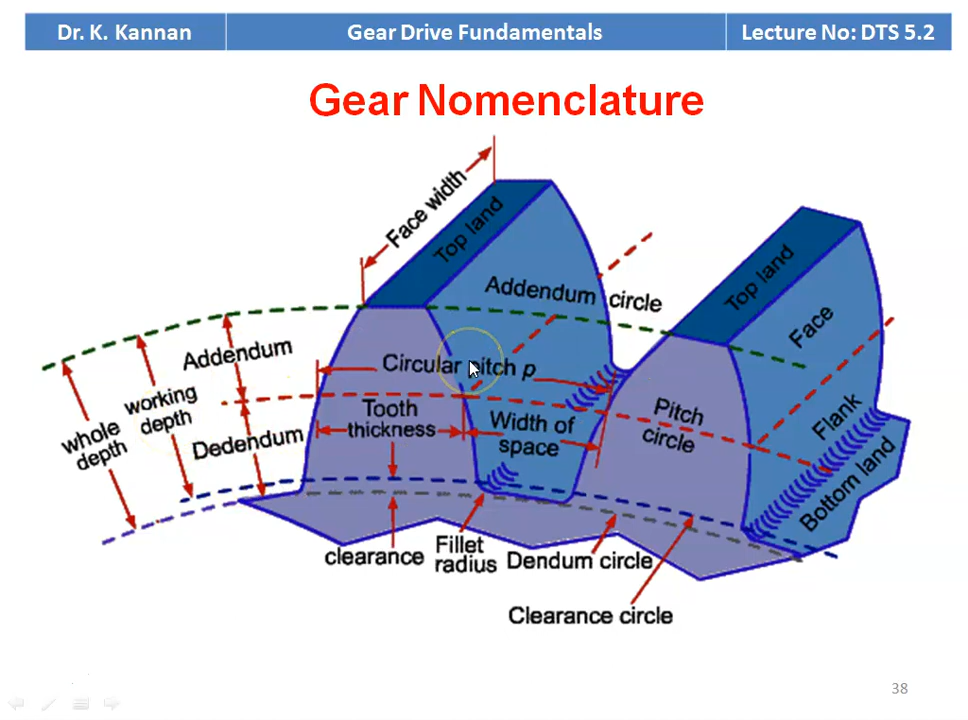 Dr. K. Kannan
Gear Drive Fundamentals
Lecture No: DTS 5.2
Gear Nomenclature
Face width
Top land
Top land
Addendum circle
Face
Addendum
Circular pitch p
working
depth
whole
depth
Dedendum
Tooth
thickness
Width of
space
Pitch
circle
Flank
Bottom land
clearance
Fillet
radius
Dendum circle
Clearance circle
38